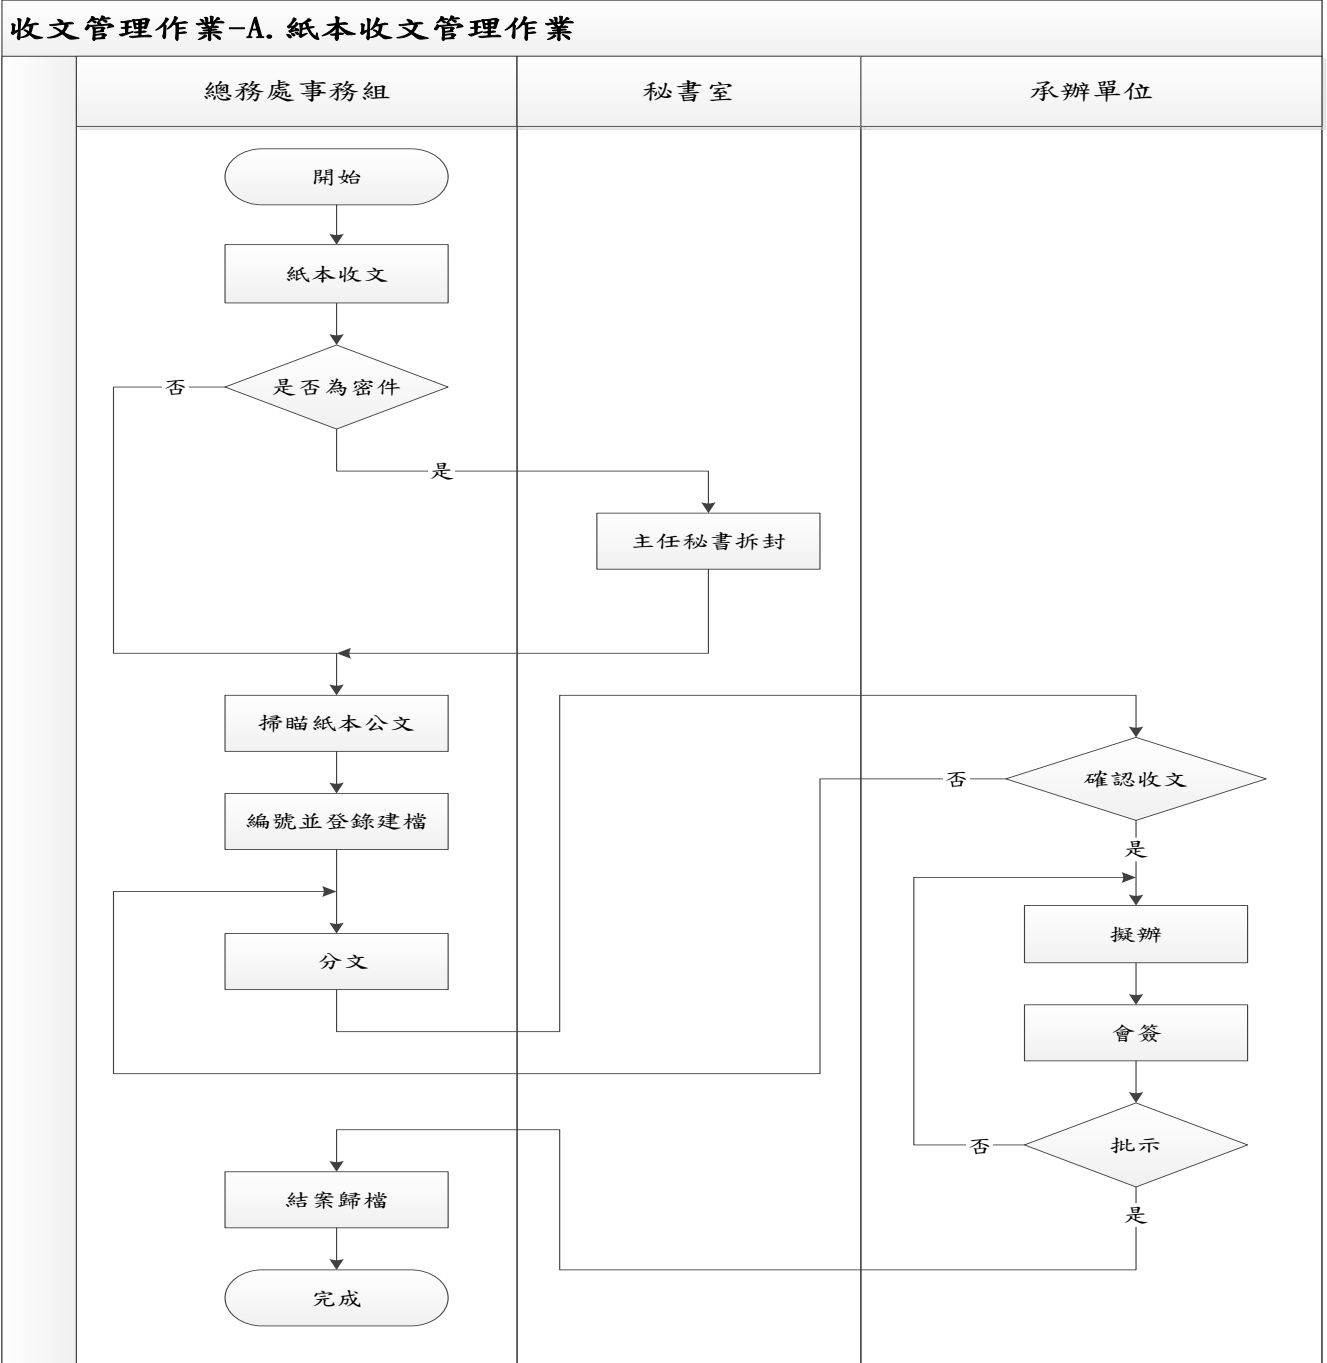 收文管理作業-A.紙本收文管理作業
總務處事務組
秘書室
承辦單位
開始
紙本收文
是否為密件
否
是
主任秘書拆封
掃瞄紙本公文
確認收文
否
編號並登錄建檔
是
擬辦
分文
會簽
批示
否
結案歸檔
是
完成